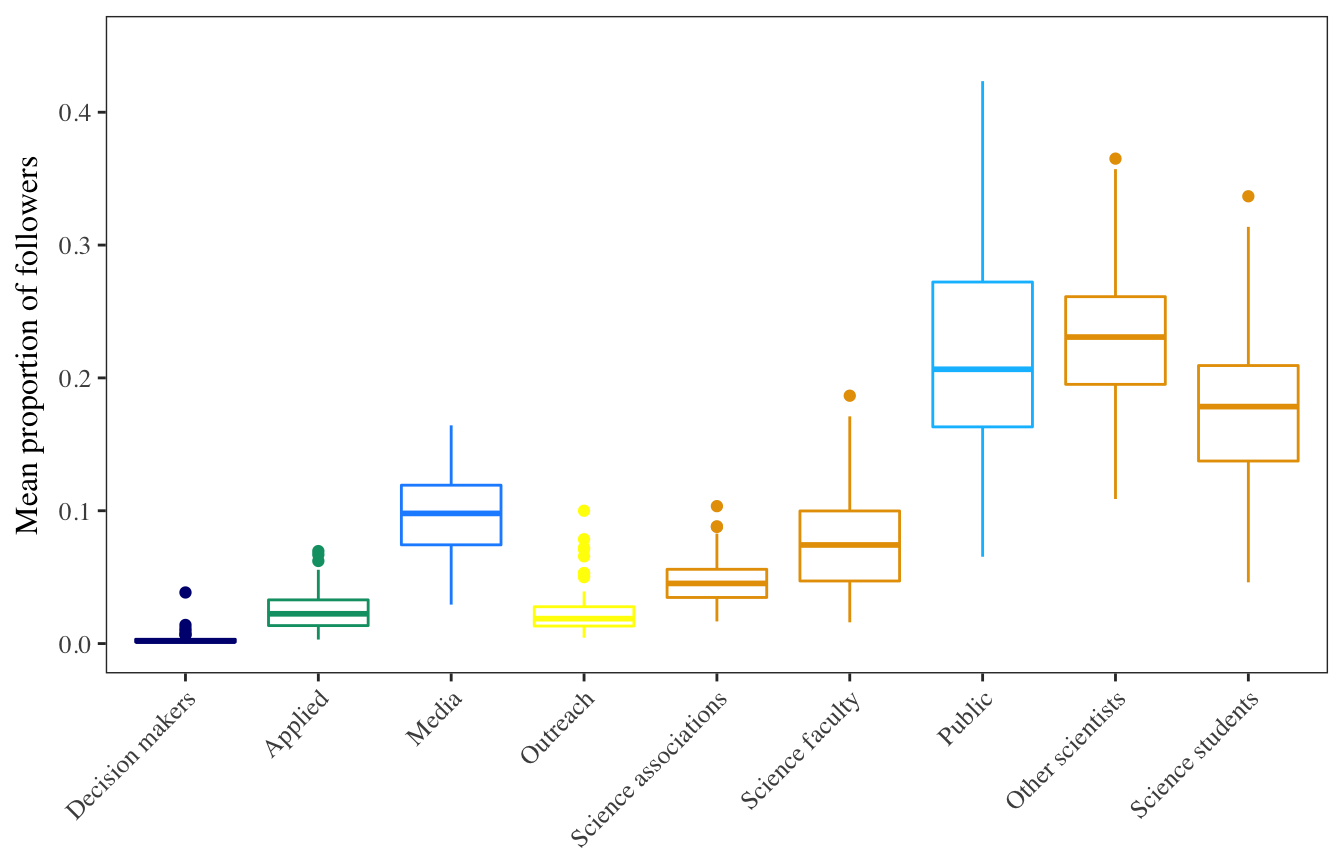 Mean proportion of followers
0.4
0.3
0.2
0.1
0.0
Decision makers
Applied
Media
Outreach
Science associations
Science faculty
Public
Other scientists
Science students